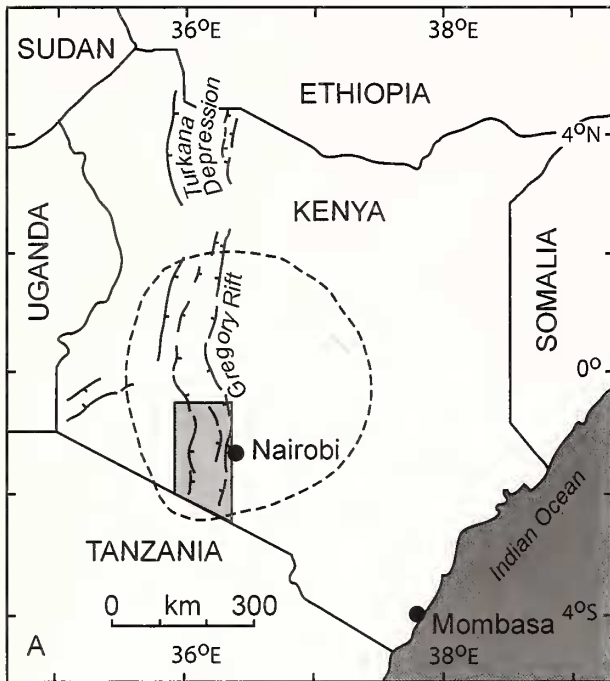 36°E
38°E
SUDAN
ETHIOPIA
Turkana
Depression
4°N
KENYA
UGANDA
SOMALIA
Gregory Rift
0°
Nairobi
Indian Ocean
TANZANIA
0 km 300
4°S
Mombasa
A
36°E
38°E